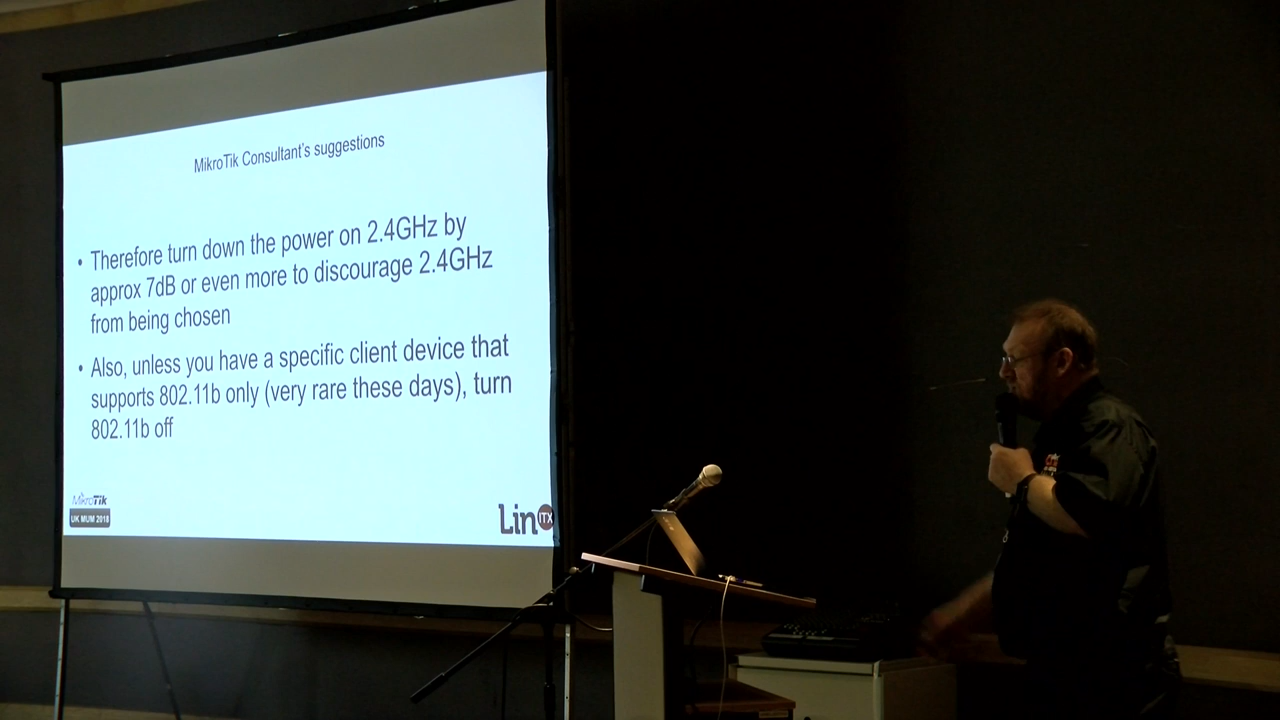 MikroTik Consultant's suggestions
• Therefore turn down the power on 2.4GHz by
approx 7dB or even more to discourage 2.4GHz
from being chosen
• Also, unless you have a specific client device that
supports 802.11b only (very rare these days), turn
802.11b off
MikroTik
UK MUM 2018
Lin ITX